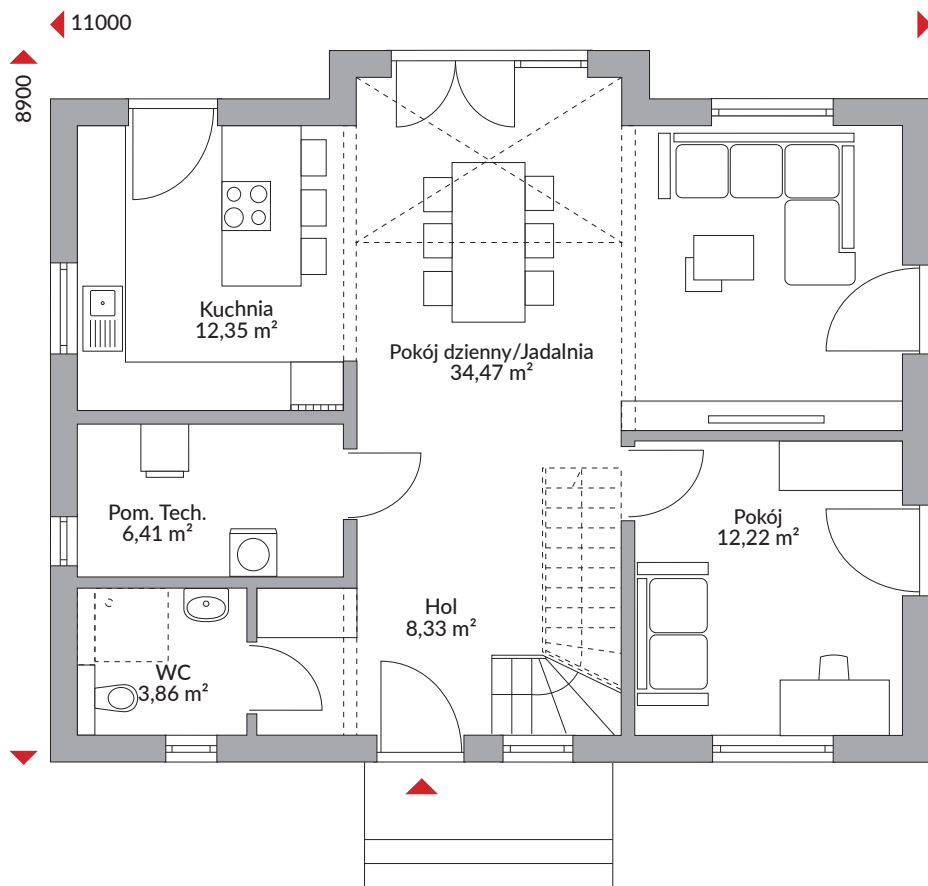 11000
8900
Kuchnia
12,35 m²
Pokój dzienny/Jadalnia
34,47 m²
Pom. Tech.
6,41 m²
Pokój
12,22 m²
Hol
8,33 m²
WC
3,86 m²